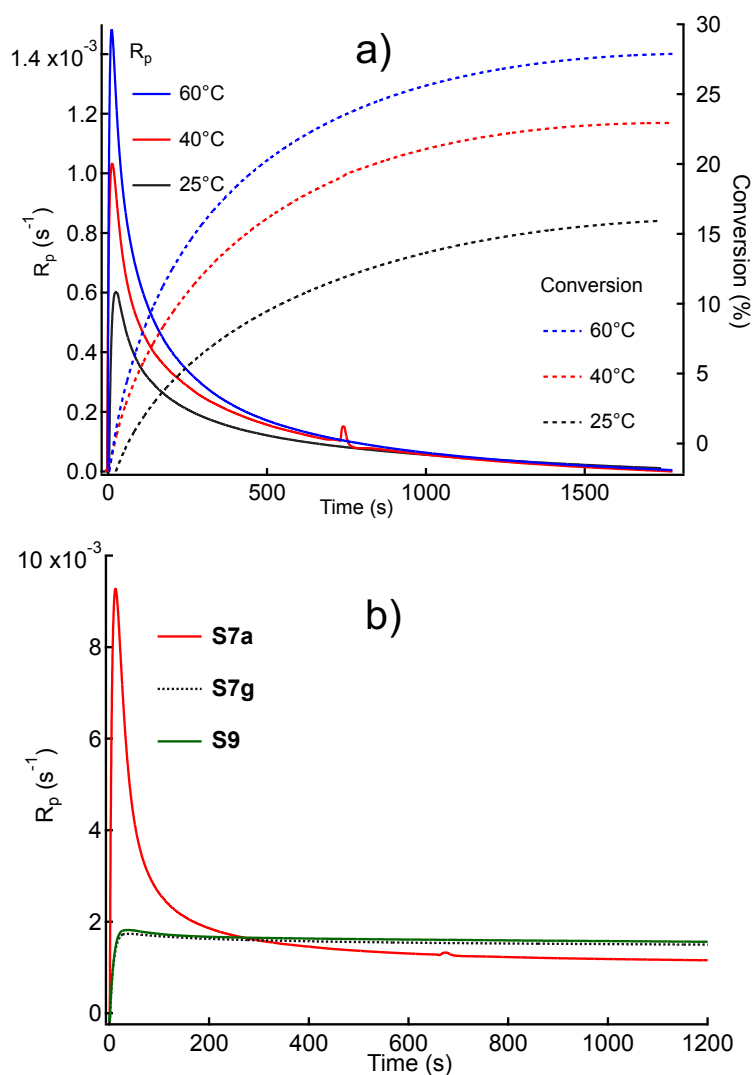 a)
R_p
60°C
40°C
25°C
1.4 x10^-3
1.2
1.0
0.8
0.6
0.4
0.2
0.0
R_p (s^-1)
30
25
20
15
10
5
0
Conversion (%)
Conversion
60°C
40°C
25°C
0
500
1000
1500
Time (s)
b)
10 x10^-3
8
6
4
2
0
R_p (s^-1)
S7a
S7g
S9
0
200
400
600
800
1000
1200
Time (s)